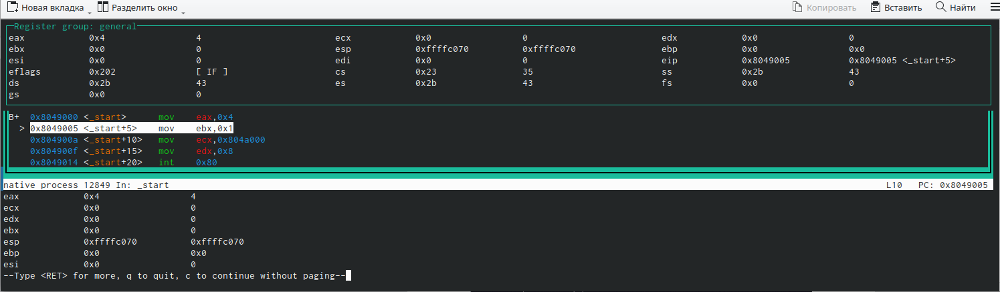 Новая вкладка Разделить окно Копировать Вставить Найти
Register group: general
eax 0x4 4 ecx 0x0 0 edx 0x0 0
ebx 0x0 0 esp 0xffffc070 0xffffc070 ebp 0x0 0x0
esi 0x0 0 edi 0x0 0 eip 0x8049005 0x8049005 <_start+5>
eflags 0x202 [ IF ] cs 0x23 35 ss 0x2b 43
ds 0x2b 43 es 0x2b 43 fs 0x0 0
gs 0x0 0
B+ 0x8049000 <_start> mov eax,0x4
> 0x8049005 <_start+5> mov ebx,0x1
0x804900a <_start+10> mov ecx,0x804a000
0x804900f <_start+15> mov edx,0x8
0x8049014 <_start+20> int 0x80
native process 12849 In: _start L10 PC: 0x8049005
eax 0x4 4
ecx 0x0 0
edx 0x0 0
ebx 0x0 0
esp 0xffffc070 0xffffc070
ebp 0x0 0x0
esi 0x0 0
--Type <RET> for more, q to quit, c to continue without paging--